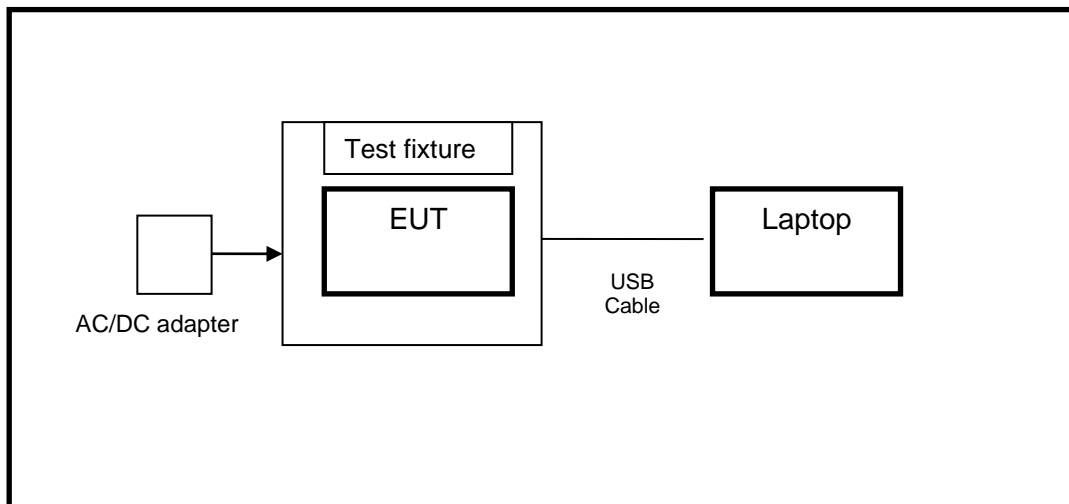 Test fixture
EUT
Laptop
USB
Cable
AC/DC adapter